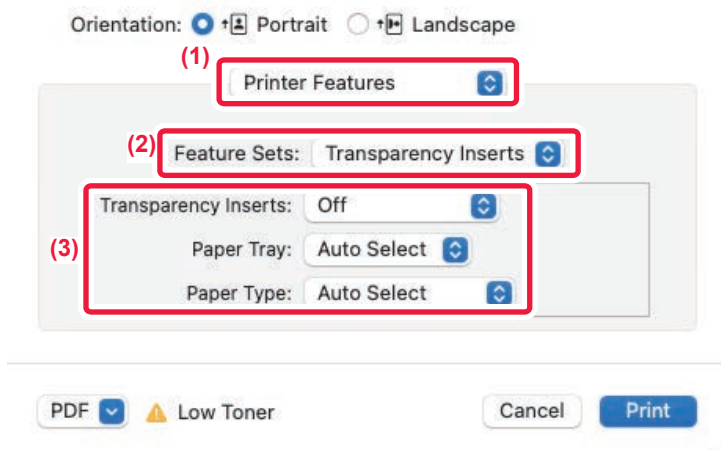 Orientation: Portrait Landscape
(1)
Printer Features
(2)
Feature Sets: Transparency Inserts
Transparency Inserts: Off
(3)
Paper Tray: Auto Select
Paper Type: Auto Select
PDF Low Toner Cancel Print